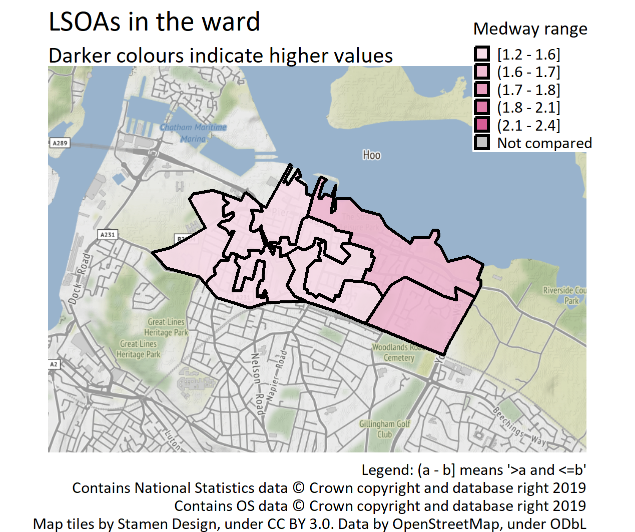 LSOAs in the ward
Darker colours indicate higher values
Medway range
[1.2 - 1.6]
(1.6 - 1.7]
(1.7 - 1.8]
(1.8 - 2.1]
(2.1 - 2.4]
Not compared
Chatham Maritime
Marina
A289
Hoo
A231
Dock - Road
Riverside Cou
Park
Great Lines
Heritage Park
Great Lines
Heritage Park
Woodlands
Cemetery
A2
Nelson - Road
Napier - Road
Gillingham Golf
Club
Beechings - Way
Legend: (a - b] means '>a and <=b'
Contains National Statistics data © Crown copyright and database right 2019
Contains OS data © Crown copyright and database right 2019
Map tiles by Stamen Design, under CC BY 3.0. Data by OpenStreetMap, under ODbL